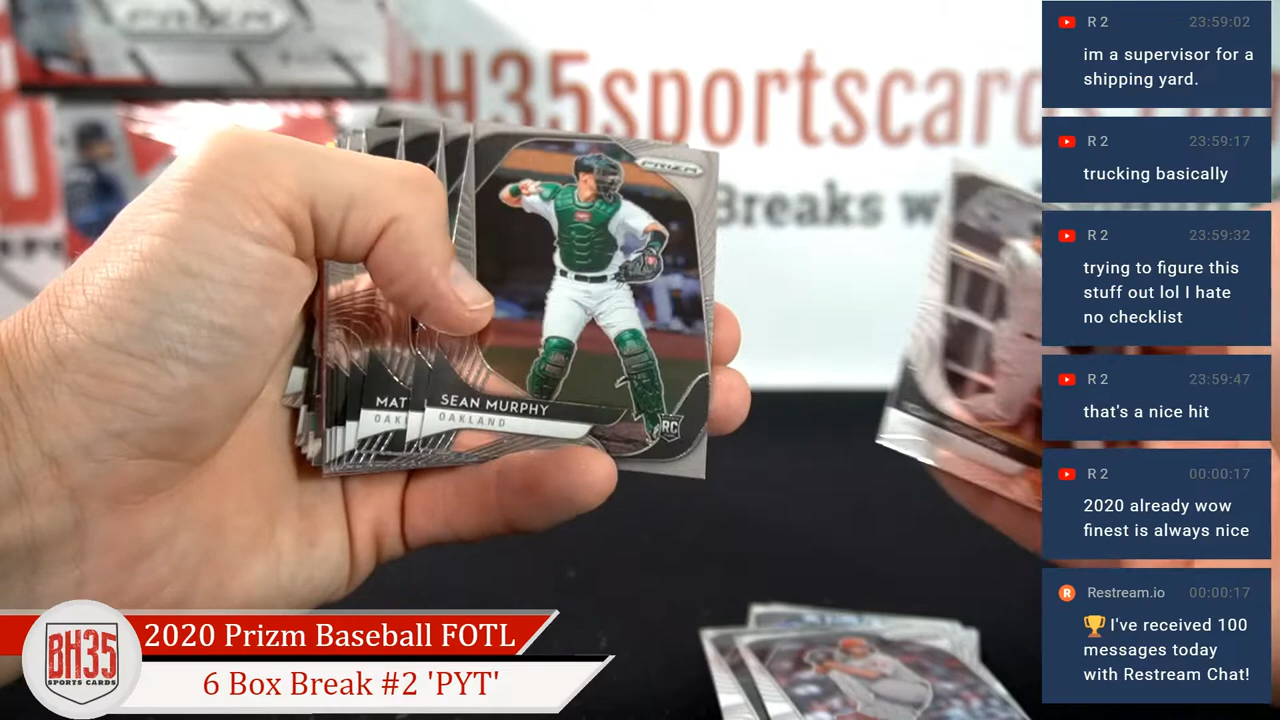 PRIZM
BH35sportscards
Breaks w
PRIZM
MAT
OAK
SEAN MURPHY
OAKLAND
RC
BH35
SPORTS CARDS
2020 Prizm Baseball FOTL
6 Box Break #2 'PYT'
R 2 23:59:02
im a supervisor for a
shipping yard.
R 2 23:59:17
trucking basically
R 2 23:59:32
trying to figure this
stuff out lol I hate
no checklist
R 2 23:59:47
that's a nice hit
R 2 00:00:17
2020 already wow
finest is always nice
Restream.io 00:00:17
🏆 I've received 100
messages today
with Restream Chat!